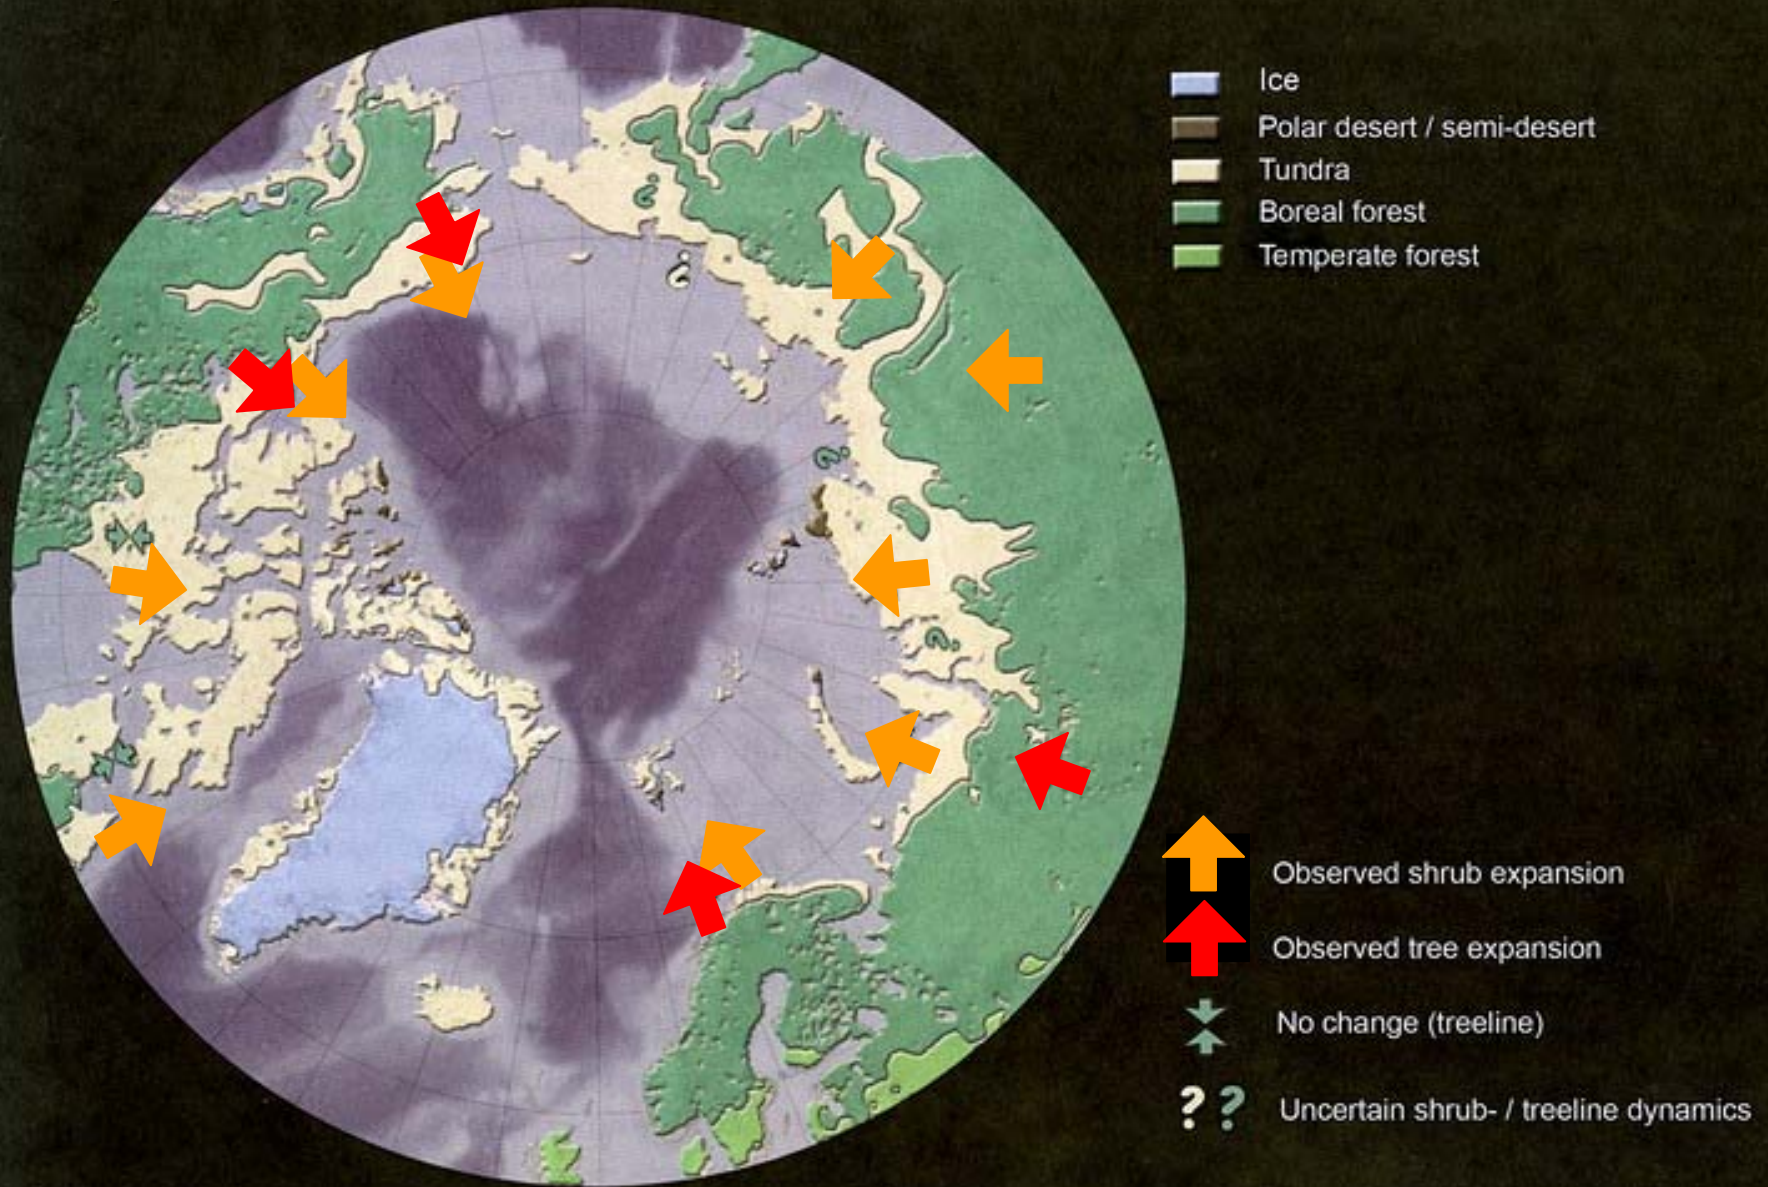 Ice
Polar desert / semi-desert
Tundra
Boreal forest
Temperate forest
?
?
?
?
Observed shrub expansion
Observed tree expansion
No change (treeline)
? ? Uncertain shrub- / treeline dynamics